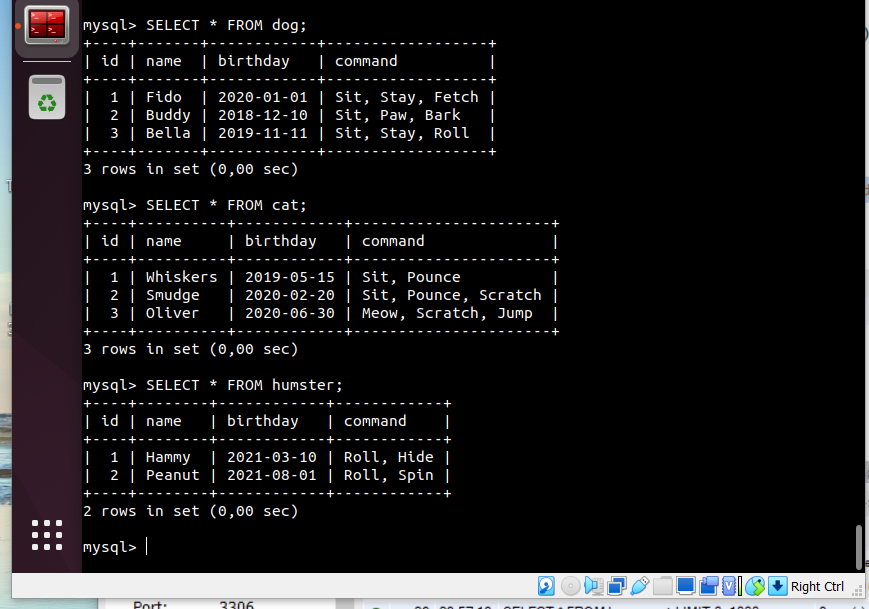 mysql> SELECT * FROM dog;
+----+-------+------------+------------------+
| id | name  | birthday   | command          |
+----+-------+------------+------------------+
|  1 | Fido  | 2020-01-01 | Sit, Stay, Fetch |
|  2 | Buddy | 2018-12-10 | Sit, Paw, Bark   |
|  3 | Bella | 2019-11-11 | Sit, Stay, Roll  |
+----+-------+------------+------------------+
3 rows in set (0,00 sec)
mysql> SELECT * FROM cat;
+----+----------+------------+----------------------+
| id | name     | birthday   | command              |
+----+----------+------------+----------------------+
|  1 | Whiskers | 2019-05-15 | Sit, Pounce          |
|  2 | Smudge   | 2020-02-20 | Sit, Pounce, Scratch |
|  3 | Oliver   | 2020-06-30 | Meow, Scratch, Jump  |
+----+----------+------------+----------------------+
3 rows in set (0,00 sec)
mysql> SELECT * FROM humster;
+----+--------+------------+------------+
| id | name   | birthday   | command    |
+----+--------+------------+------------+
|  1 | Hammy  | 2021-03-10 | Roll, Hide |
|  2 | Peanut | 2021-08-01 | Roll, Spin |
+----+--------+------------+------------+
2 rows in set (0,00 sec)
mysql>
Right Ctrl
Port: 3306